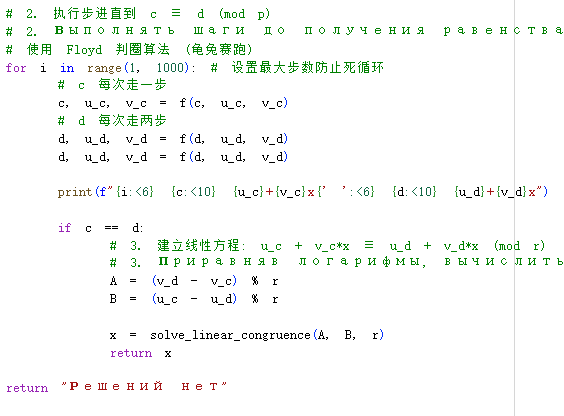 # 2. 执行步进直到 c ≡ d (mod p)
# 2. Выполнять шаги до получения равенства
# 使用 Floyd 判圈算法 (龟兔赛跑)
for i in range(1, 1000): # 设置最大步数防止死循环
# c 每次走一步
c, u_c, v_c = f(c, u_c, v_c)
# d 每次走两步
d, u_d, v_d = f(d, u_d, v_d)
d, u_d, v_d = f(d, u_d, v_d)
print(f"{i:<6} {c:<10} {u_c}+{v_c}x{' ':<6} {d:<10} {u_d}+{v_d}x")
if c == d:
# 3. 建立线性方程: u_c + v_c*x ≡ u_d + v_d*x (mod r)
# 3. Приравняв логарифмы, вычислить
A = (v_d - v_c) % r
B = (u_c - u_d) % r
x = solve_linear_congruence(A, B, r)
return x
return "Решений нет"